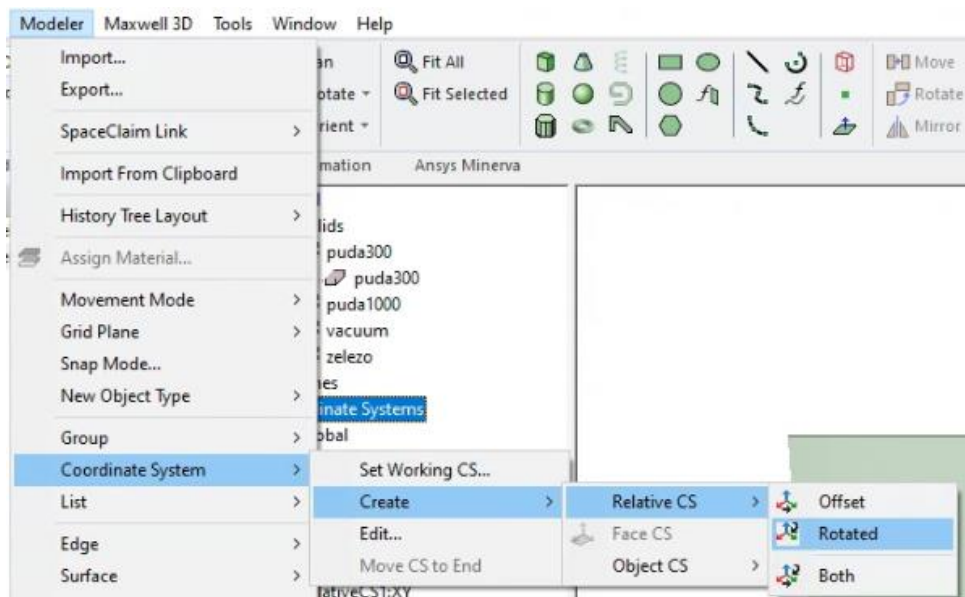 Modeler Maxwell 3D Tools Window Help
Import...
Export...
SpaceClaim Link
Import From Clipboard
History Tree Layout
Assign Material...
Movement Mode
Grid Plane
Snap Mode...
New Object Type
Group
Coordinate System
List
Edge
Surface
Fit All
Fit Selected
Move
Rotate
Mirror
Ansys Minerva
puda300
puda300
puda1000
vacuum
zelezo
Set Working CS...
Create
Edit...
Move CS to End
Relative CS
Face CS
Object CS
Offset
Rotated
Both